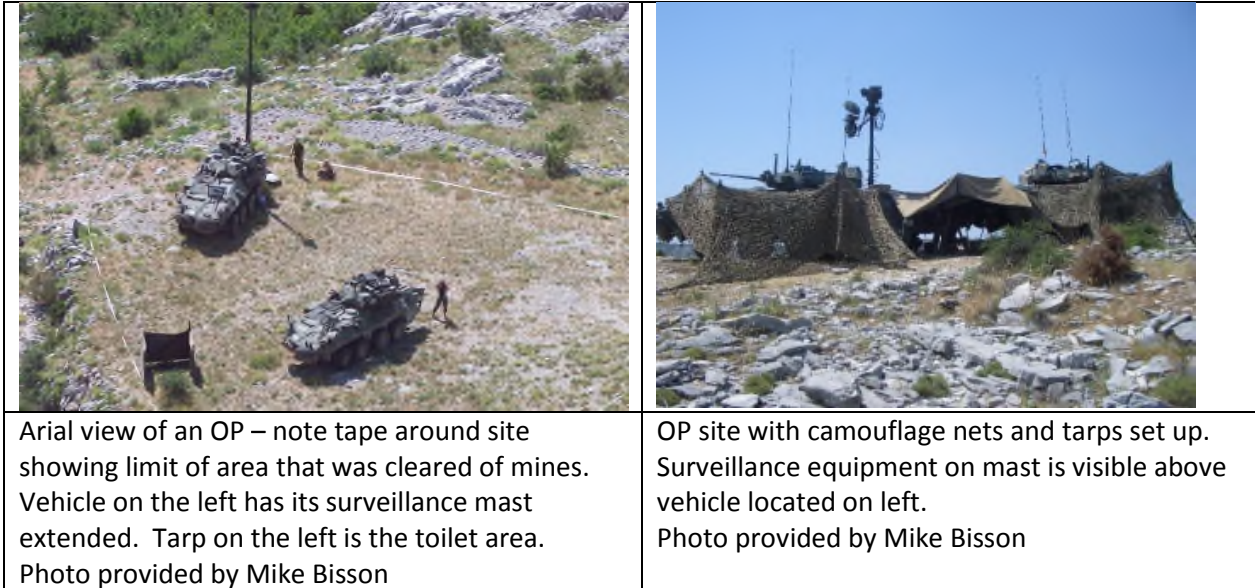 Arial view of an OP – note tape around site
showing limit of area that was cleared of mines.
Vehicle on the left has its surveillance mast
extended.  Tarp on the left is the toilet area.
Photo provided by Mike Bisson
OP site with camouflage nets and tarps set up.
Surveillance equipment on mast is visible above
vehicle located on left.
Photo provided by Mike Bisson